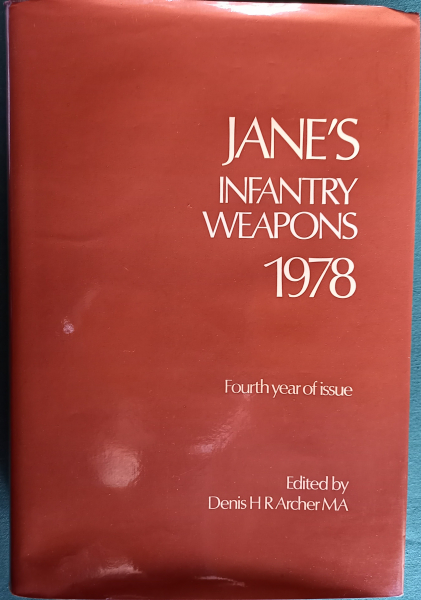 JANE'S
INFANTRY
WEAPONS
1978
Fourth year of issue
Edited by
Denis H R Archer MA